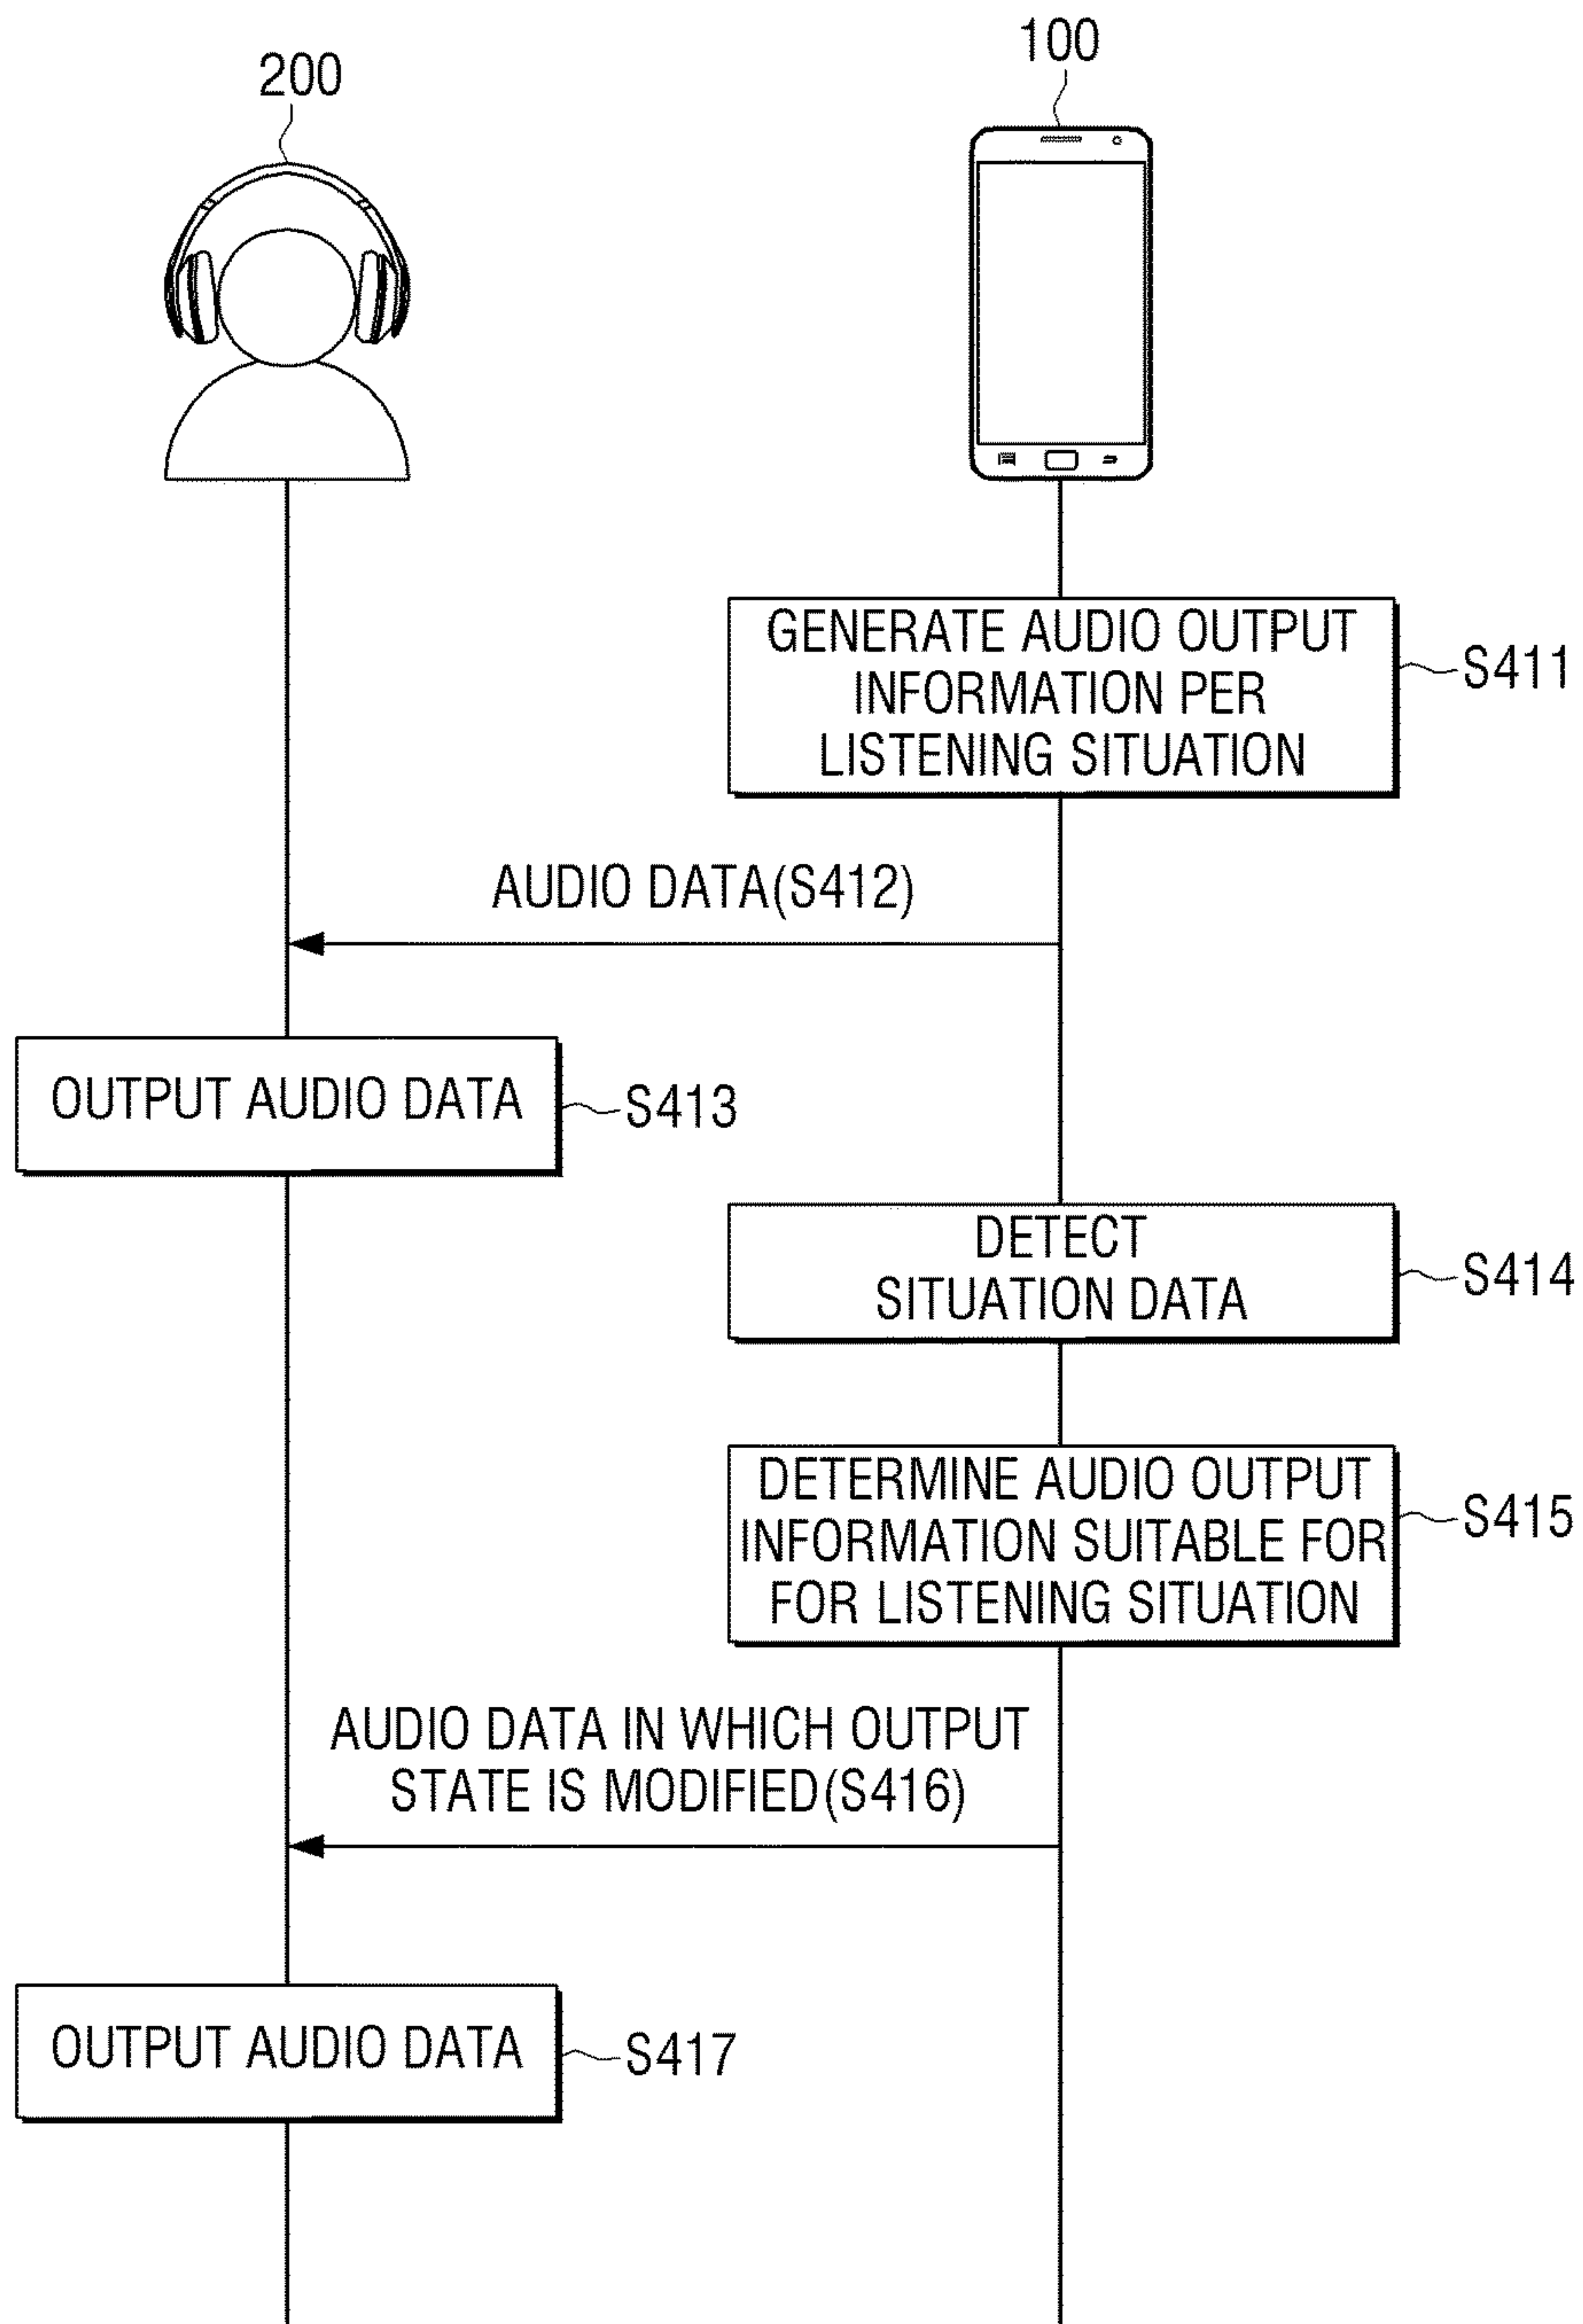 200
100
GENERATE AUDIO OUTPUT
INFORMATION PER
LISTENING SITUATION
S411
AUDIO DATA(S412)
OUTPUT AUDIO DATA
S413
DETECT
SITUATION DATA
S414
DETERMINE AUDIO OUTPUT
INFORMATION SUITABLE FOR
FOR LISTENING SITUATION
S415
AUDIO DATA IN WHICH OUTPUT
STATE IS MODIFIED(S416)
OUTPUT AUDIO DATA
S417